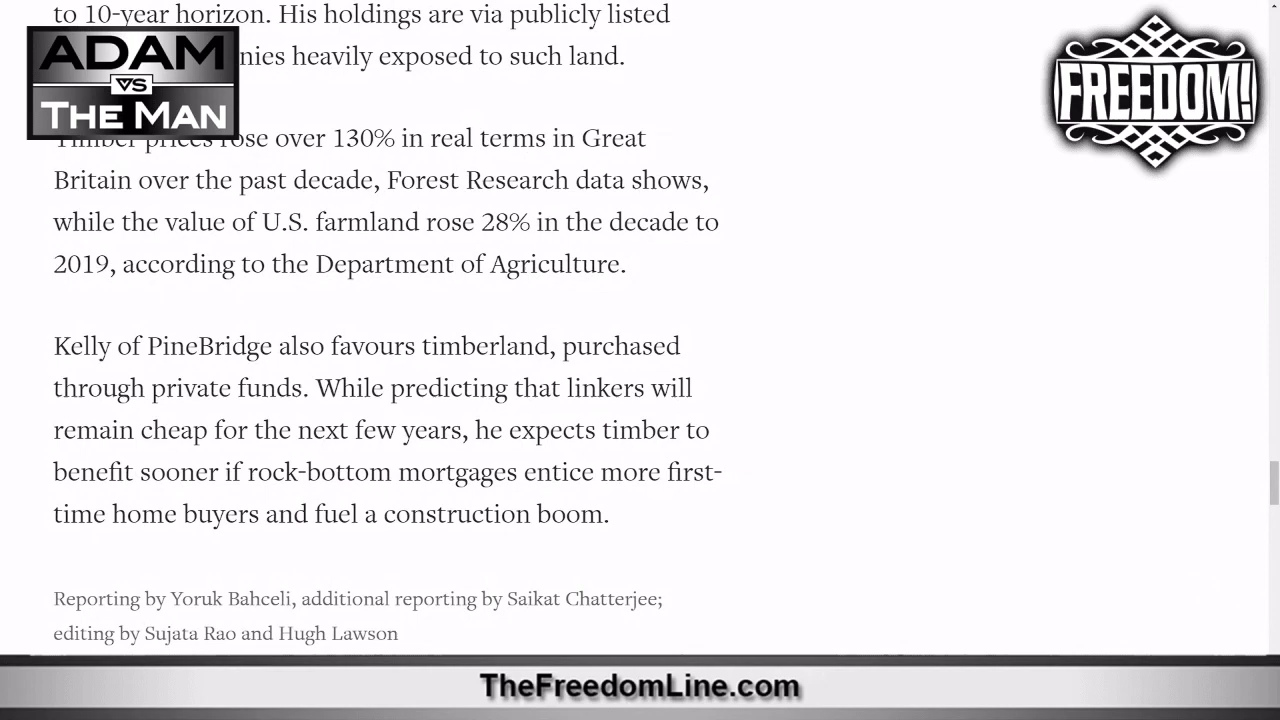 to 10-year horizon. His holdings are via publicly listed
ADAM
VS
THE MAN
FREEDOM!
nies heavily exposed to such land.
Timber prices rose over 130% in real terms in Great
Britain over the past decade, Forest Research data shows,
while the value of U.S. farmland rose 28% in the decade to
2019, according to the Department of Agriculture.
Kelly of PineBridge also favours timberland, purchased
through private funds. While predicting that linkers will
remain cheap for the next few years, he expects timber to
benefit sooner if rock-bottom mortgages entice more first-
time home buyers and fuel a construction boom.
Reporting by Yoruk Bahceli, additional reporting by Saikat Chatterjee;
editing by Sujata Rao and Hugh Lawson
TheFreedomLine.com